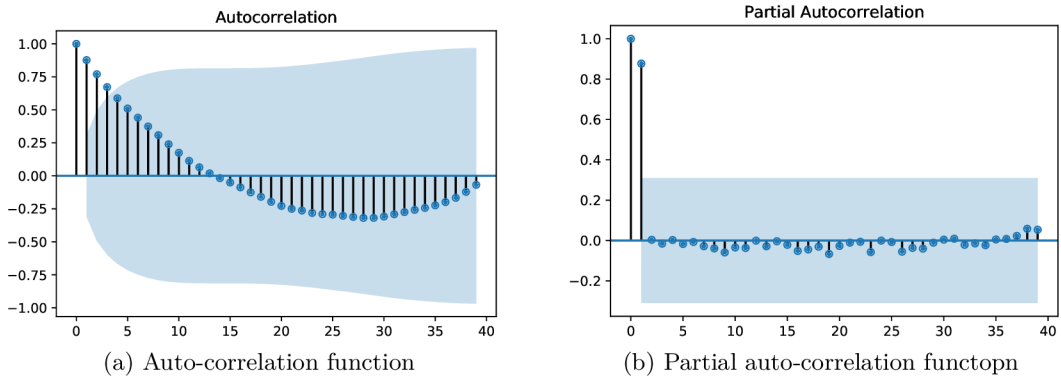 Autocorrelation
1.00
0.75
0.50
0.25
0.00
−0.25
−0.50
−0.75
−1.00
0 5 10 15 20 25 30 35 40
(a) Auto-correlation function
Partial Autocorrelation
1.0
0.8
0.6
0.4
0.2
0.0
−0.2
0 5 10 15 20 25 30 35 40
(b) Partial auto-correlation functopn